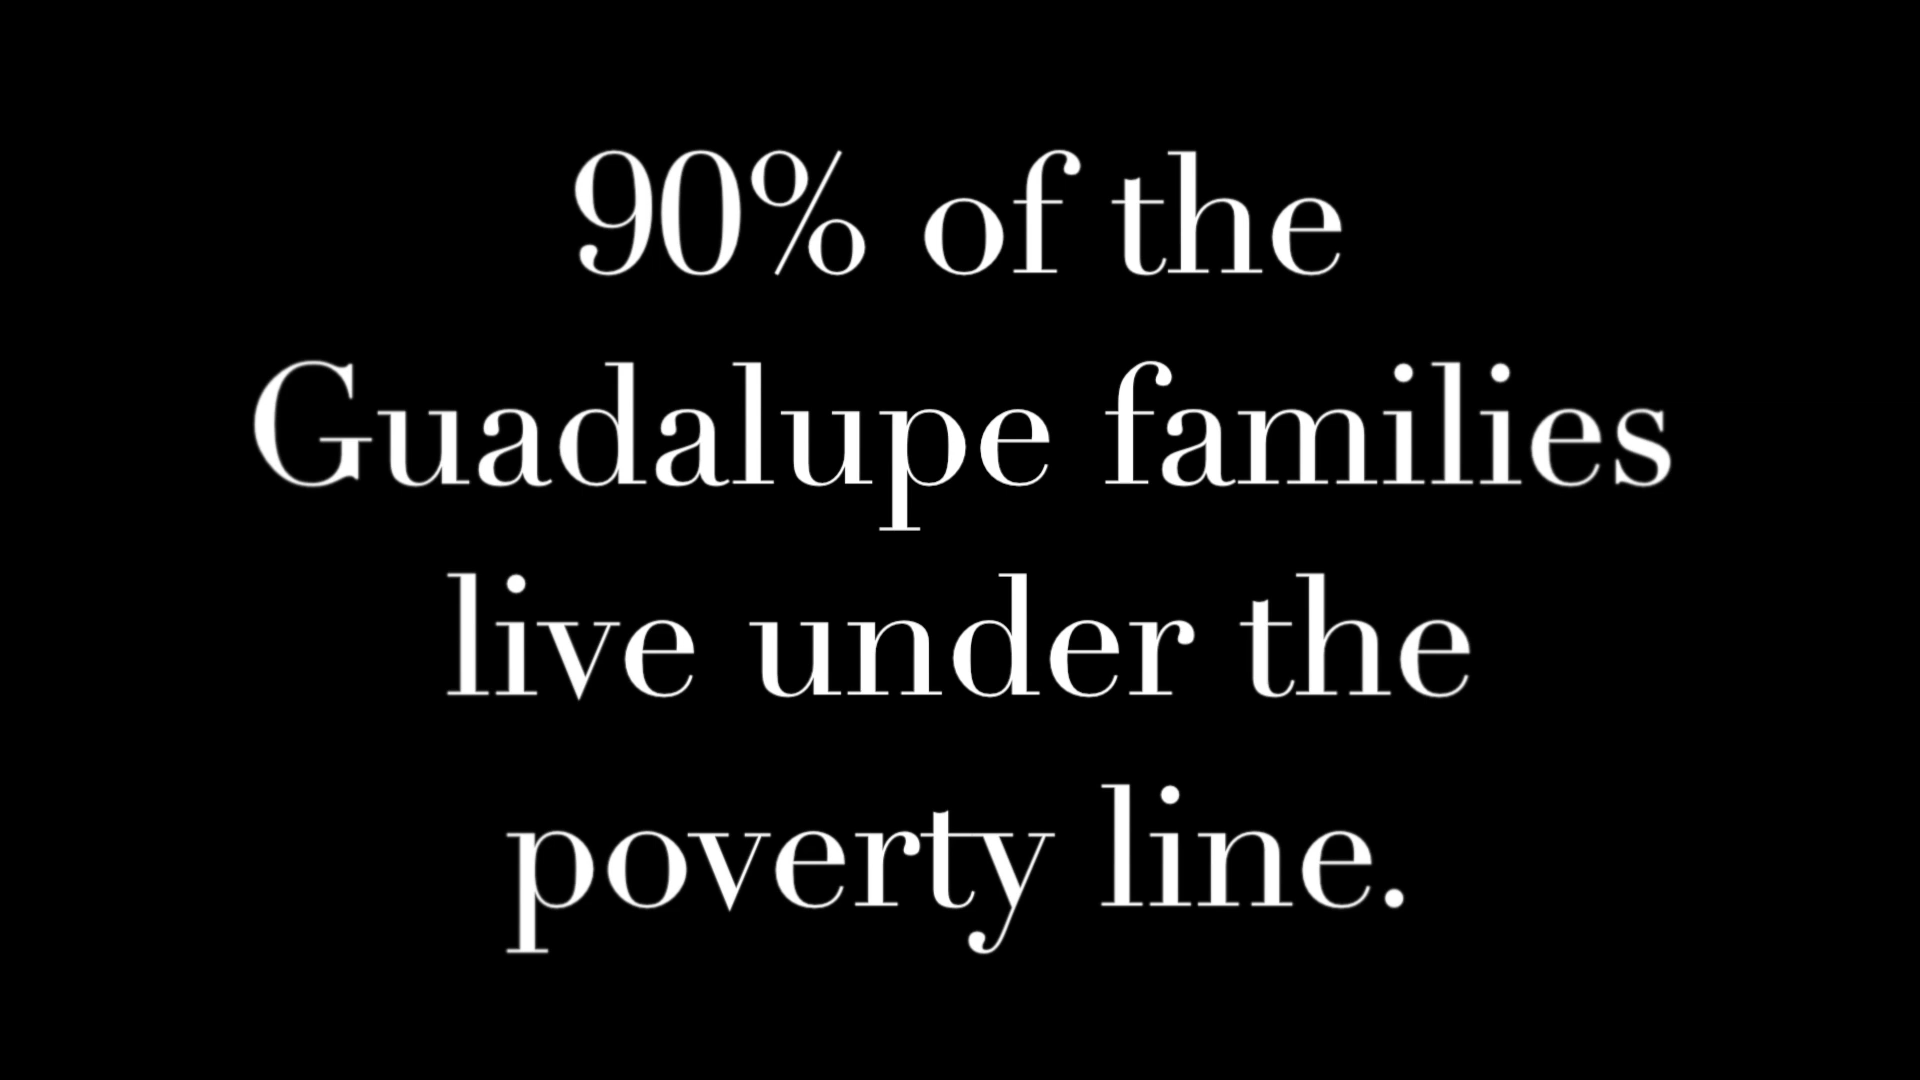 90% of the
Guadalupe families
live under the
poverty line.